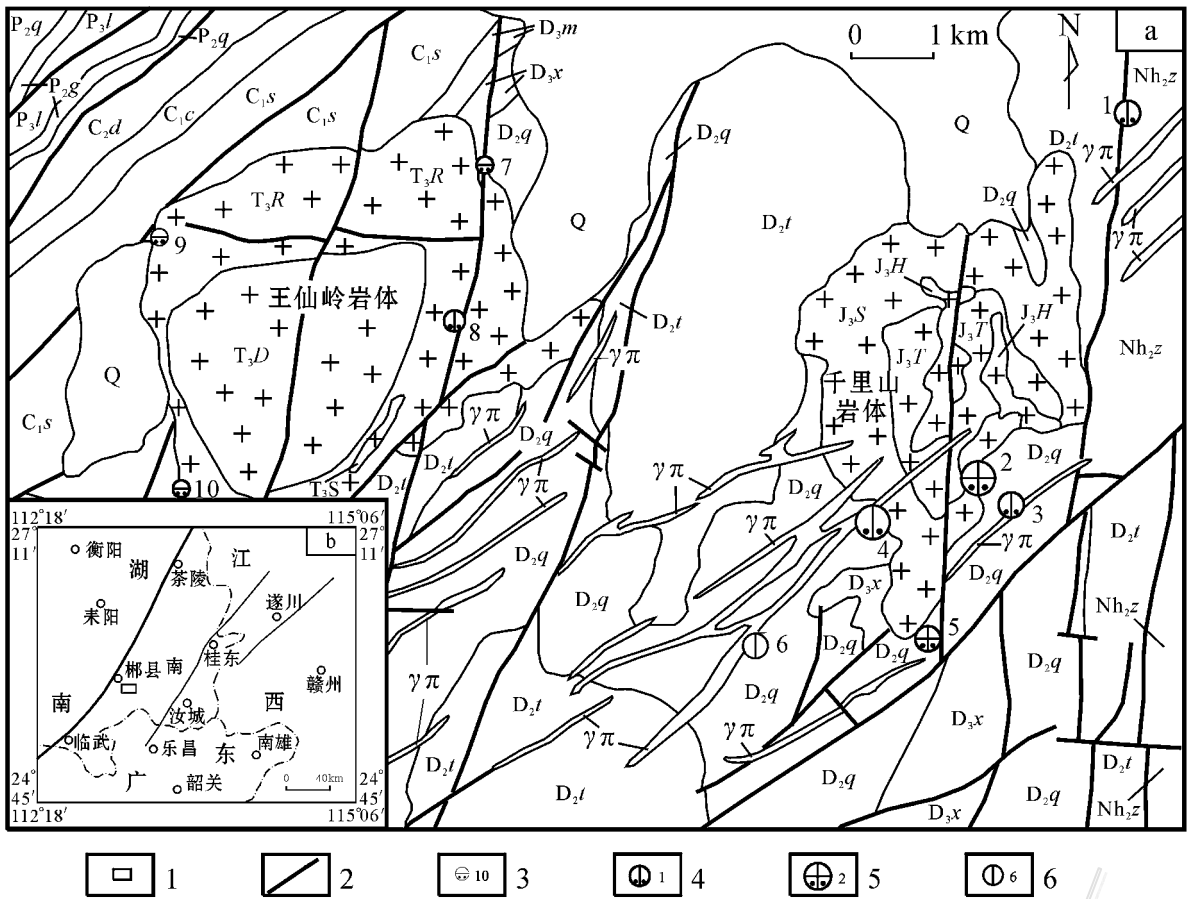 P₂q
P₃l
P₂q
P₂g
P₃l
C₂d
C₁c
C₁s
C₁s
C₁s
D₃m
D₃x
D₂q
D₂q
0 1 km
N
a
Nh₂z
1
Q
D₂t
γπ
D₂q
γπ
T₃R
T₃R
7
Q
D₂t
9
J₃H
王仙岭岩体
J₃S
J₃T
J₃H
8
D₂t
T₃D
γπ
J₃T
Nh₂z
Q
千里山
岩体
C₁s
γπ
D₂q
D₂q
2
D₂t
γπ
γπ
D₂q
10
T₃S
D₂t
γπ
3
4
γπ
D₂t
D₂q
D₂q
D₃x
D₂q
Nh₂z
6
D₂q
D₂q
5
D₂q
γπ
D₂q
D₂t
D₃x
γπ
γπ
D₂t
D₂t
D₂q
D₂t
D₃x
D₂q
Nh₂z
112°18′ 115°06′
27° 27°
11′ 11′
b
衡阳
湖
江
茶陵
耒阳
遂川
桂东
郴县
南
赣州
南
汝城
西
临武
乐昌
东
南雄
广
韶关
0 40km
24° 24°
45′ 45′
112°18′ 115°06′
1
2
10 3
1 4
2 5
6 6